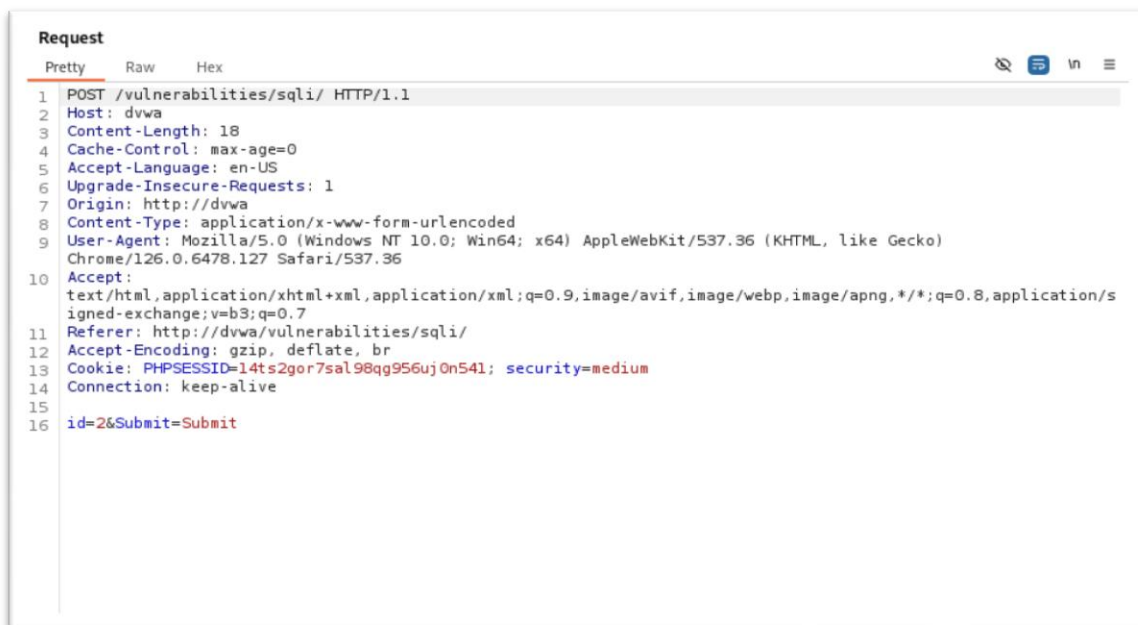 Request
Pretty Raw Hex
\n
1 POST /vulnerabilities/sqli/ HTTP/1.1
2 Host: dvwa
3 Content-Length: 18
4 Cache-Control: max-age=0
5 Accept-Language: en-US
6 Upgrade-Insecure-Requests: 1
7 Origin: http://dvwa
8 Content-Type: application/x-www-form-urlencoded
9 User-Agent: Mozilla/5.0 (Windows NT 10.0; Win64; x64) AppleWebKit/537.36 (KHTML, like Gecko)
Chrome/126.0.6478.127 Safari/537.36
10 Accept:
text/html,application/xhtml+xml,application/xml;q=0.9,image/avif,image/webp,image/apng,*/*;q=0.8,application/s
igned-exchange;v=b3;q=0.7
11 Referer: http://dvwa/vulnerabilities/sqli/
12 Accept-Encoding: gzip, deflate, br
13 Cookie: PHPSESSID=14ts2gor7sal98qg956uj0n541; security=medium
14 Connection: keep-alive
15
16 id=2&Submit=Submit